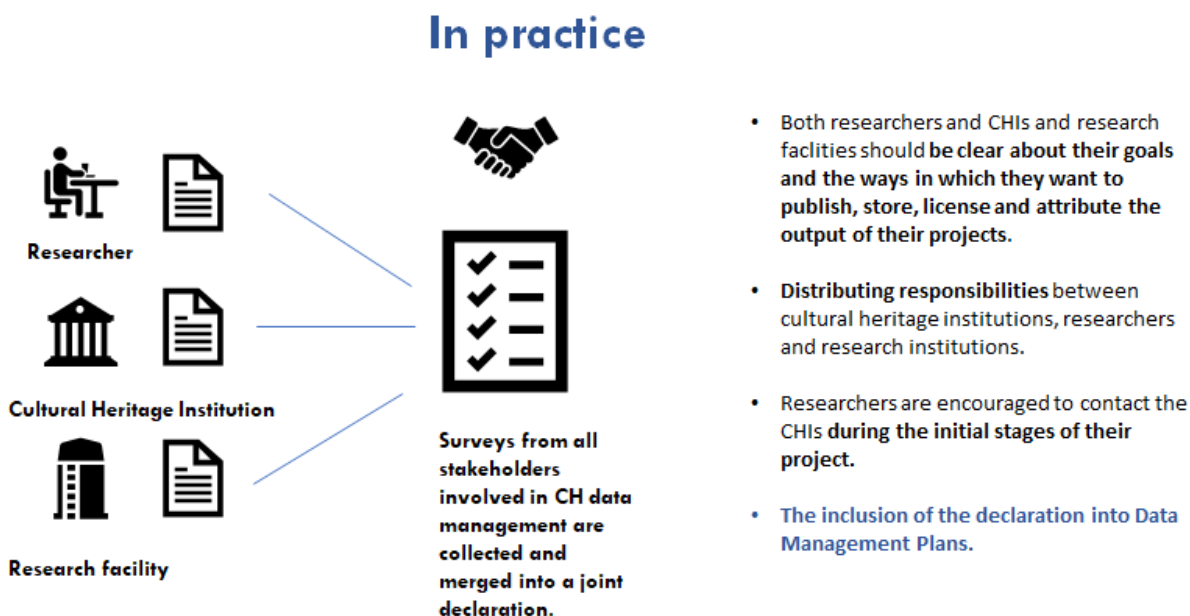 In practice
Researcher
Cultural Heritage Institution
Research facility
Surveys from all
stakeholders
involved in CH data
management are
collected and
merged into a joint
declaration.
• Both researchers and CHIs and research
faclities should be clear about their goals
and the ways in which they want to
publish, store, license and attribute the
output of their projects.
• Distributing responsibilities between
cultural heritage institutions, researchers
and research institutions.
• Researchers are encouraged to contact the
CHIs during the initial stages of their
project.
• The inclusion of the declaration into Data
Management Plans.